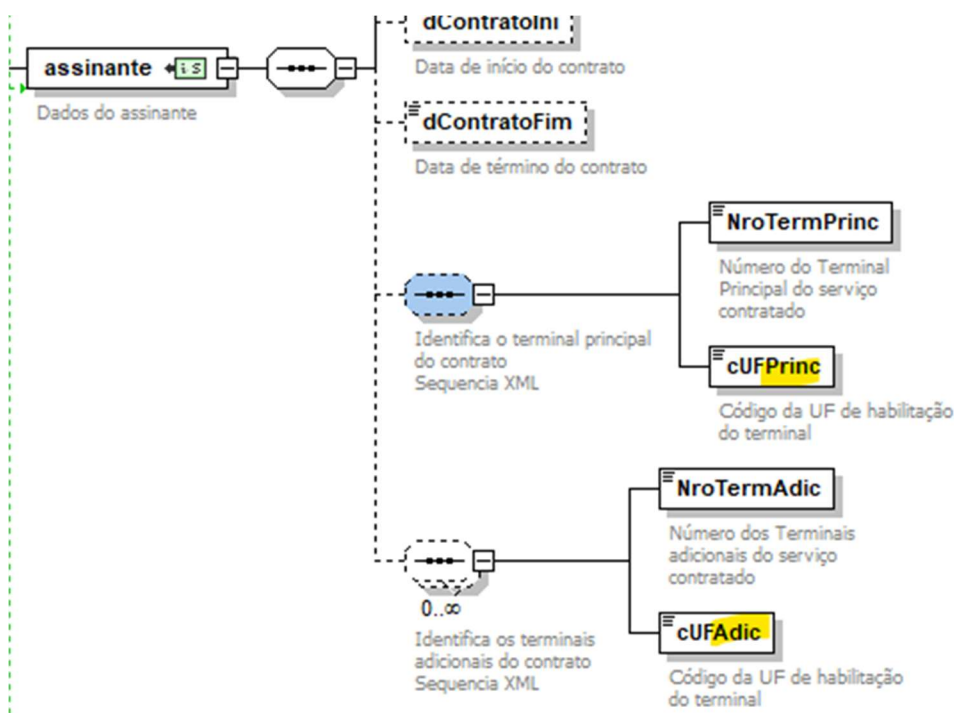 dContratoIni
Data de início do contrato
assinante
Dados do assinante
dContratoFim
Data de término do contrato
NroTermPrinc
Número do Terminal
Principal do serviço
contratado
Identifica o terminal principal
do contrato
Sequencia XML
cUFPrinc
Código da UF de habilitação
do terminal
NroTermAdic
Número dos Terminais
adicionais do serviço
contratado
0..∞
Identifica os terminais
adicionais do contrato
Sequencia XML
cUFAdic
Código da UF de habilitação
do terminal